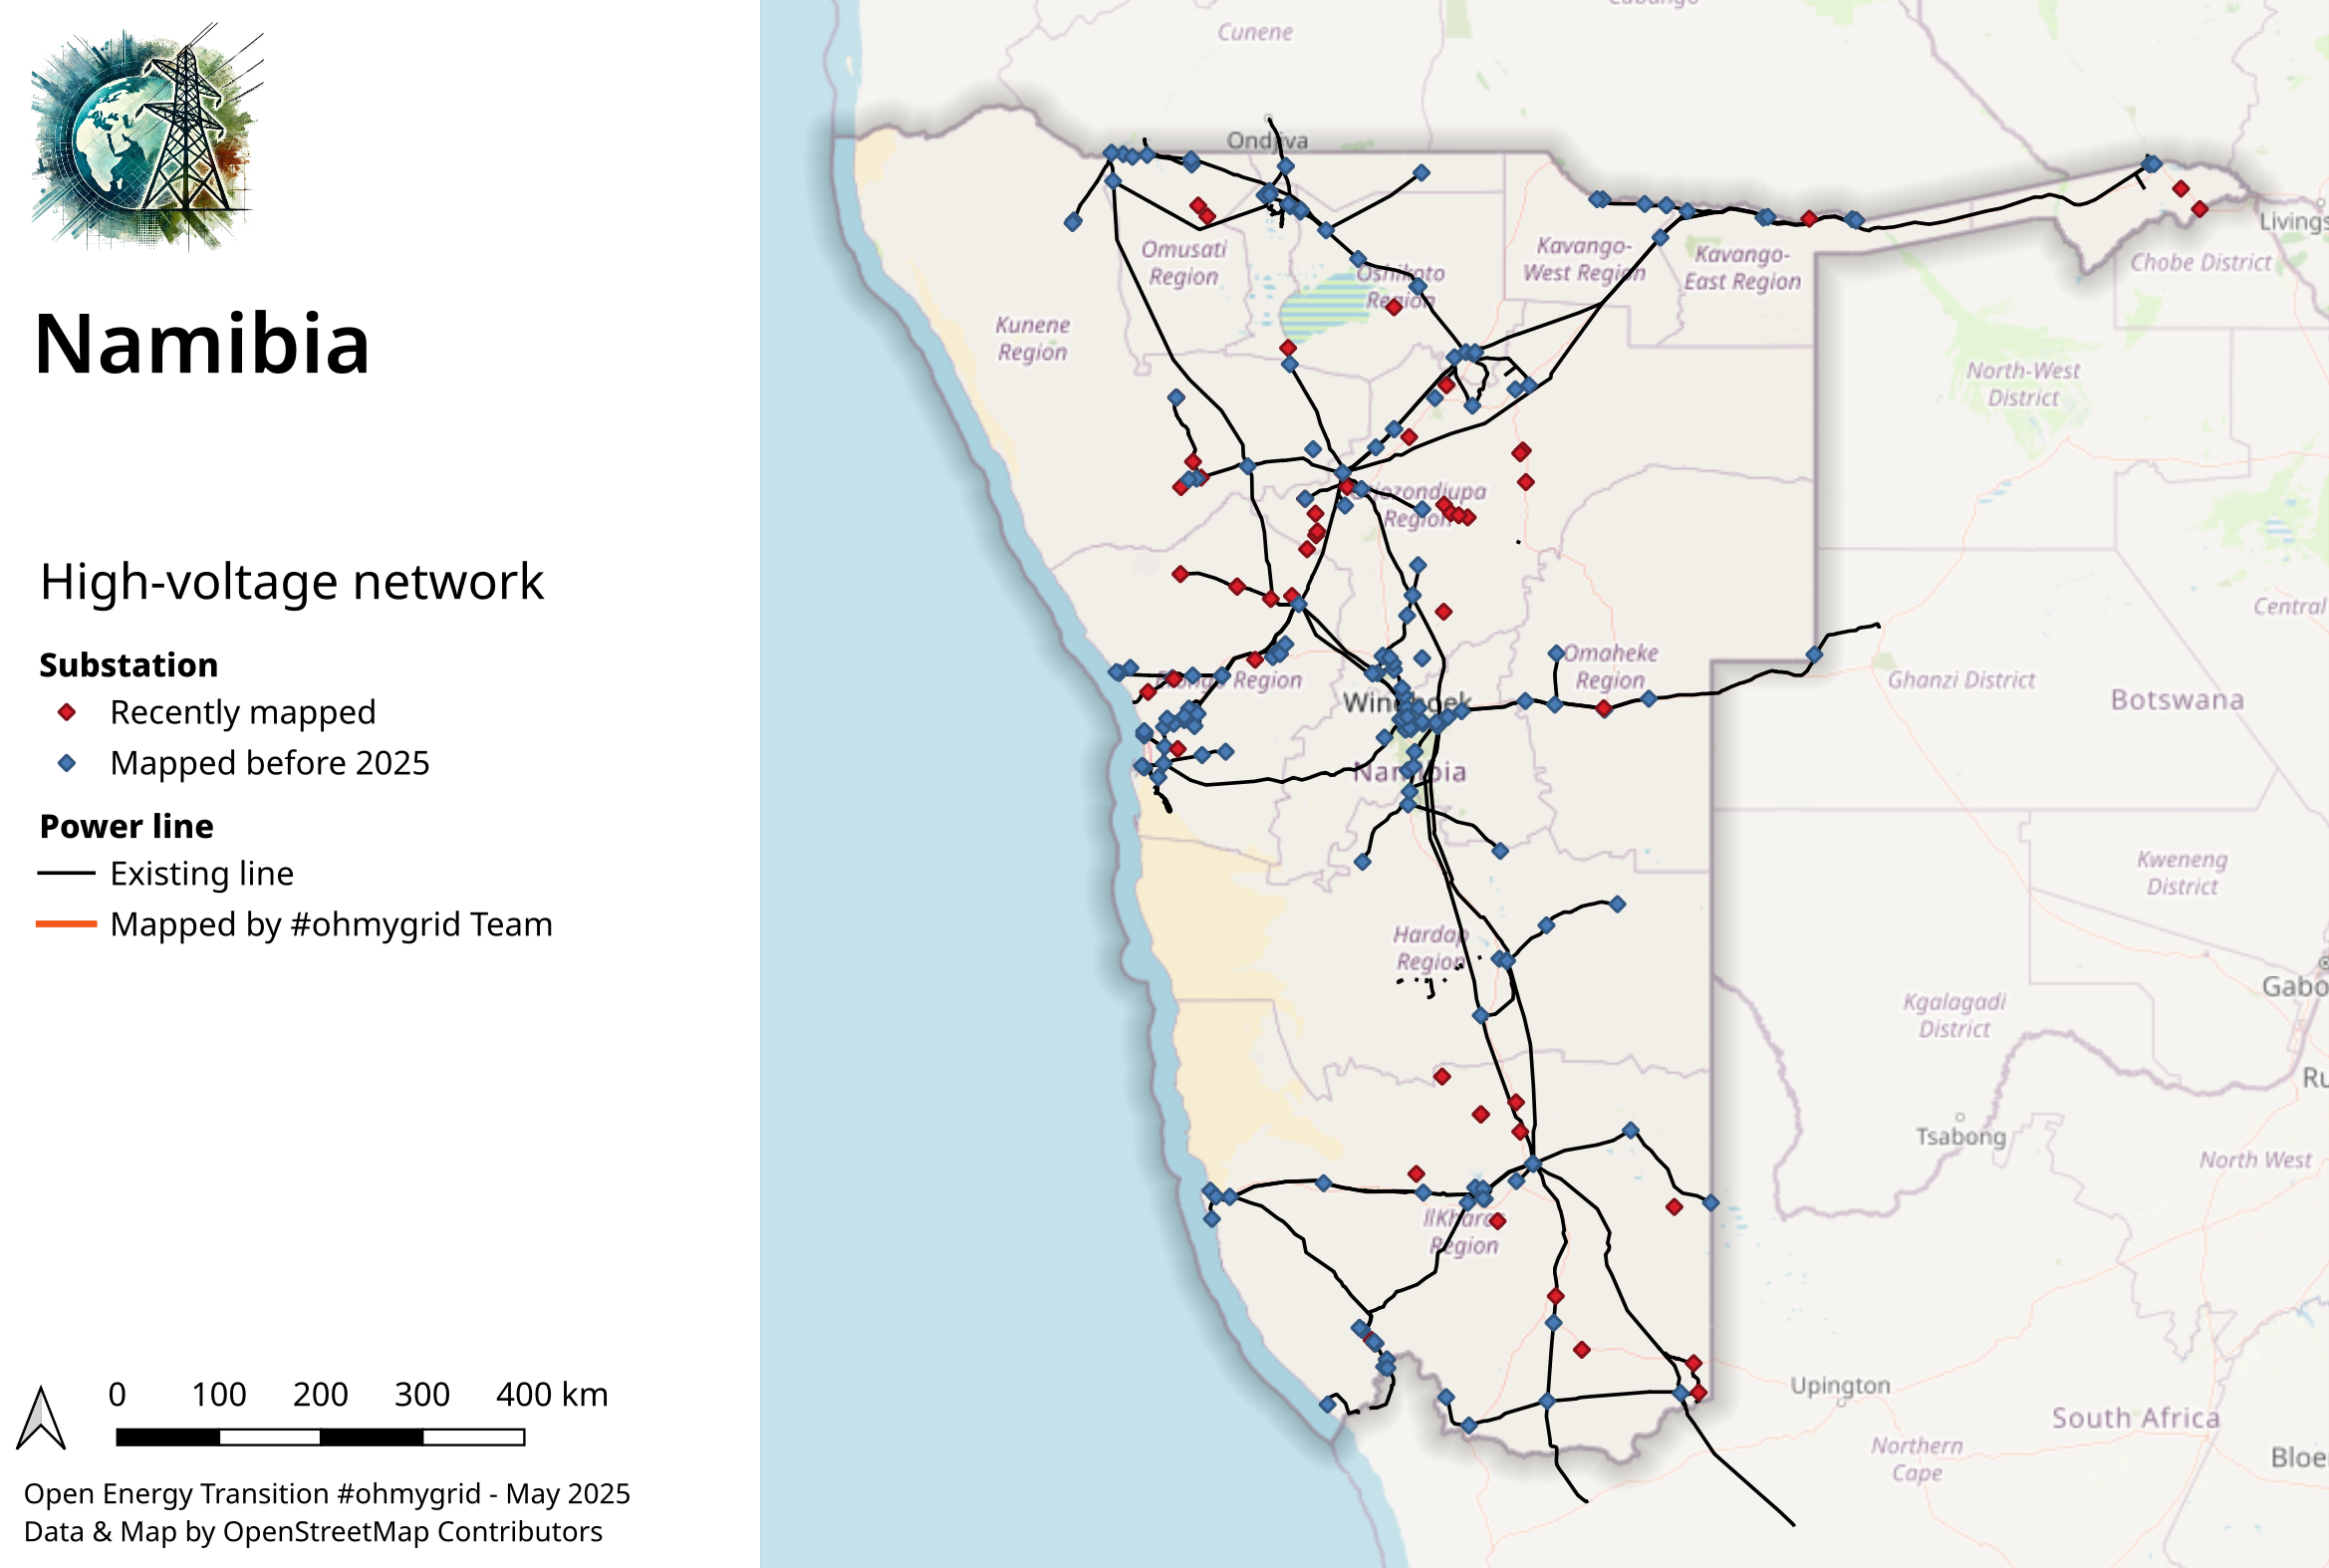 Namibia
High-voltage network
Substation
Recently mapped
Mapped before 2025
Power line
Existing line
Mapped by #ohmygrid Team
0 100 200 300 400 km
Open Energy Transition #ohmygrid - May 2025
Data & Map by OpenStreetMap Contributors
Cunene
Ondjiva
Omusati
Region
Oshikoto
Region
Kavango-
West Region
Kavango-
East Region
Livings
Chobe District
Kunene
Region
North-West
District
Otjozondjupa
Region
Central
Omaheke
Region
Erongo Region
Ghanzi District
Botswana
Windhoek
Namibia
Kweneng
District
Hardap
Region
Gabo
Kgalagadi
District
Ru
Tsabong
North West
llKharas
Region
Upington
South Africa
Northern
Cape
Bloe